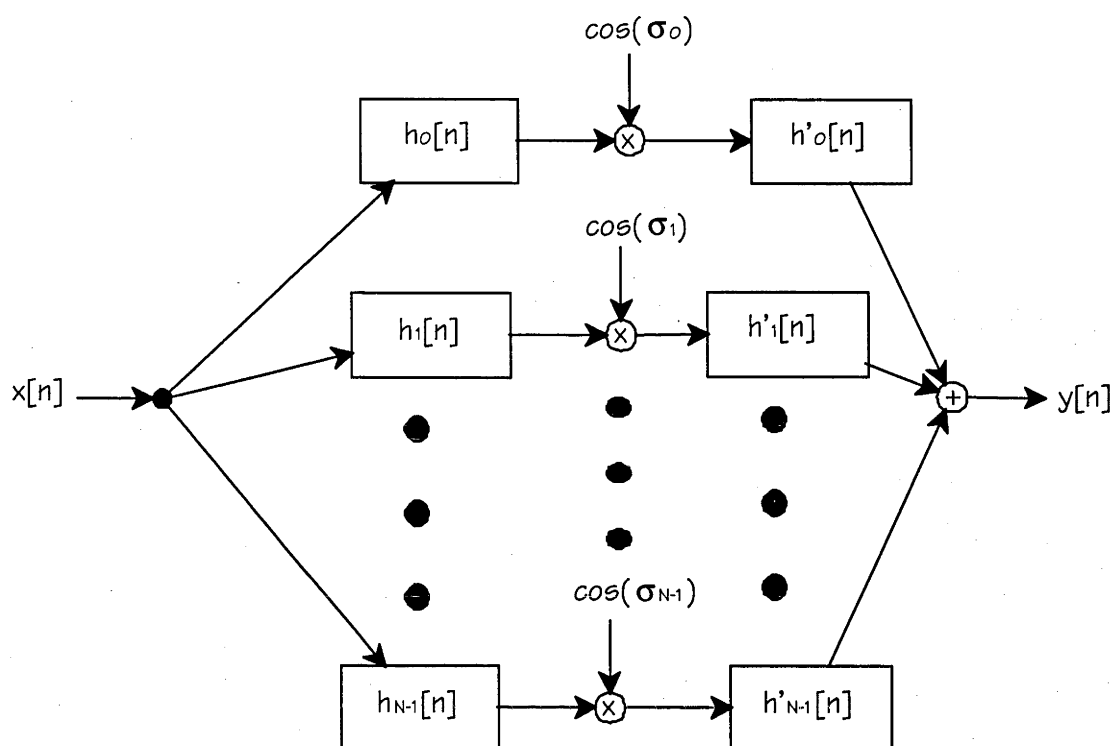 cos(σ0)
h0[n]
x
h'0[n]
cos(σ1)
h1[n]
x
h'1[n]
x[n]
+
y[n]
cos(σN-1)
hN-1[n]
x
h'N-1[n]